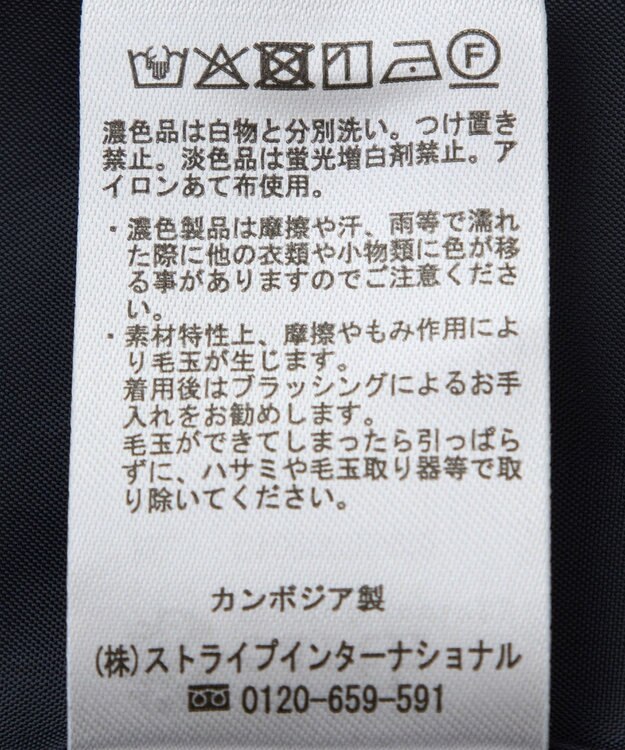 F
濃色品は白物と分別洗い。つけ置き
禁止。淡色品は蛍光増白剤禁止。ア
イロンあて布使用。
・濃色製品は摩擦や汗、雨等で濡れ
た際に他の衣類や小物類に色が移
る事がありますのでご注意くださ
い。
・素材特性上、摩擦やもみ作用によ
り毛玉が生じます。
着用後はブラッシングによるお手
入れをお勧めします。
毛玉ができてしまったら引っぱら
ずに、ハサミや毛玉取り器等で取
り除いてください。
カンボジア製
(株)ストライプインターナショナル
0120-659-591